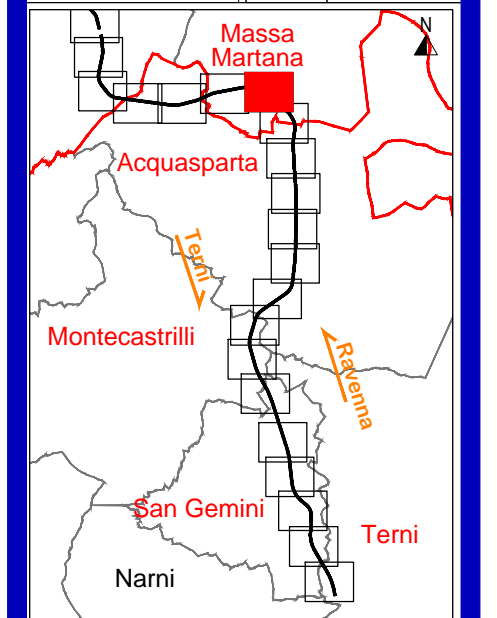 N
Massa
Martana
Acquasparta
Terni
Montecastrilli
Ravenna
San Gemini
Terni
Narni